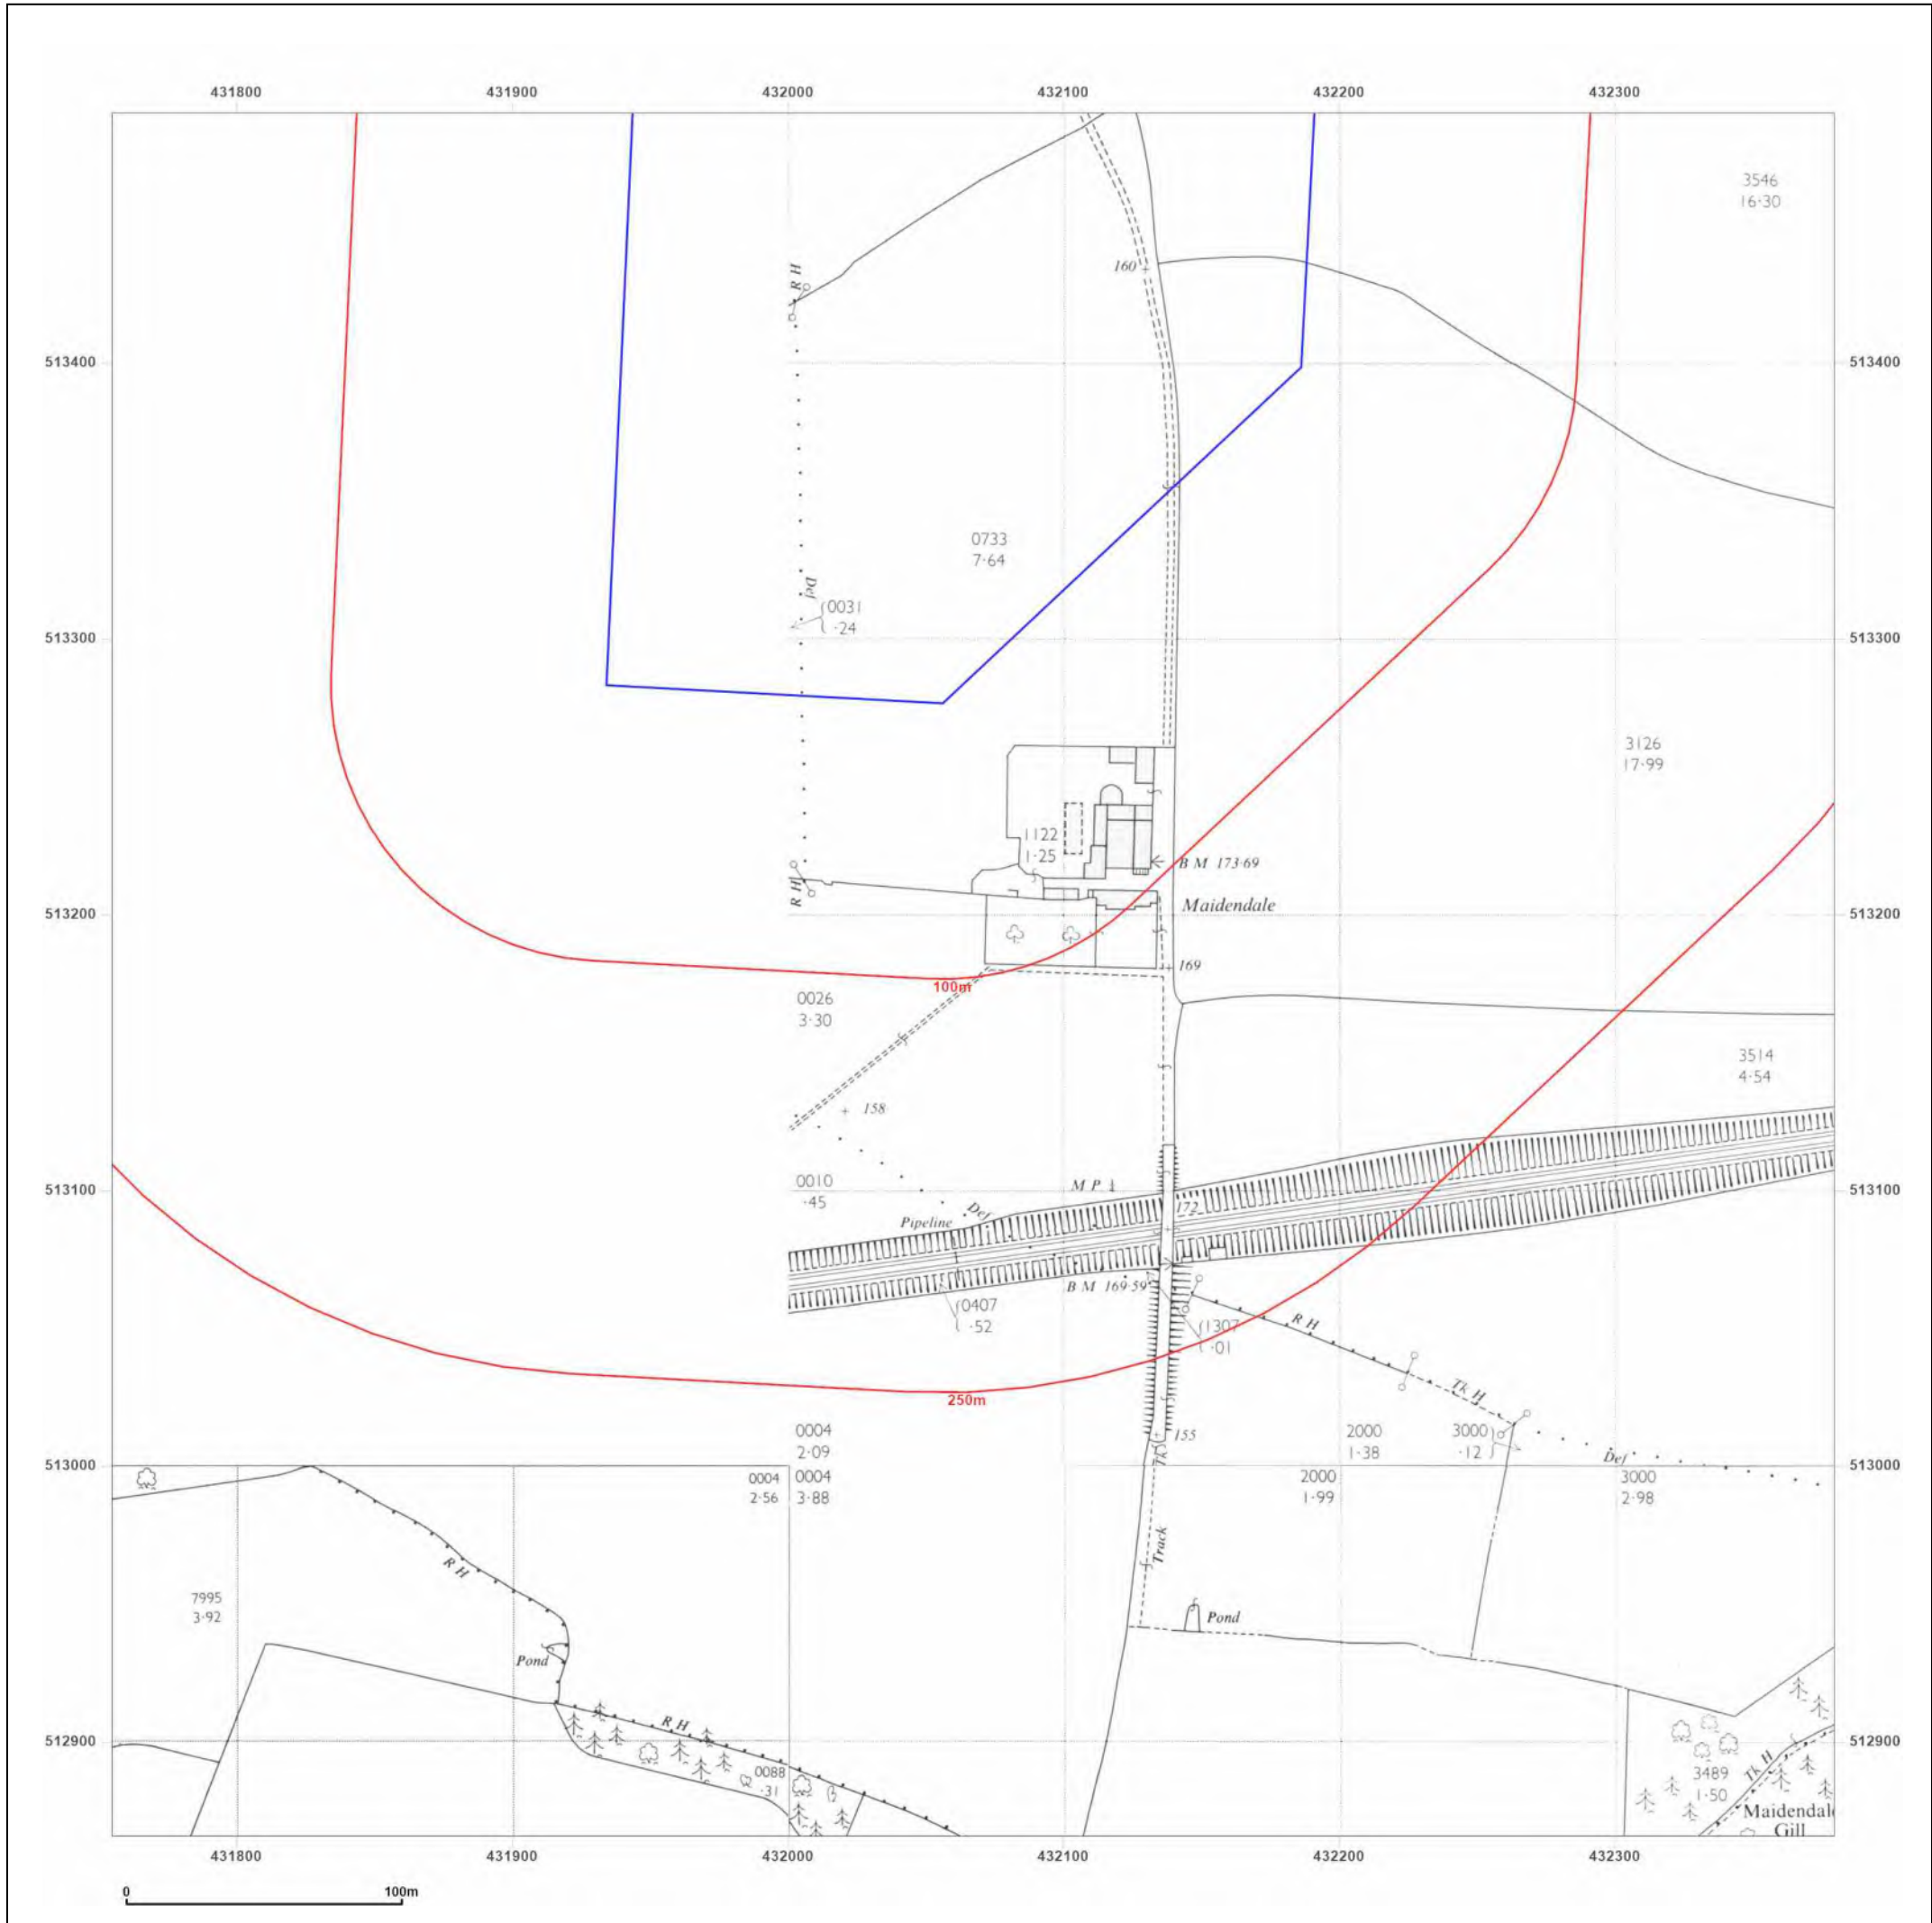 431800 431900 432000 432100 432200 432300
3546
16·30
R H
160
513400 513400
0733
7·64
Def
0031
·24
513300 513300
3126
17·99
1122
1·25
B M 173·69
R H
Maidendale
513200 513200
169
100m
0026
3·30
3514
4·54
158
M P
0010
·45
513100 513100
172
Def
Pipeline
B M 169·59
0407
·52
1307
·01
R H
250m
Tk H
0004
2·09
155
2000
1·38
3000
·12
Def
Tk
513000 513000
0004
2·56
0004
3·88
2000
1·99
3000
2·98
R H
Track
7995
3·92
Pond
Pond
R H
512900 512900
0088
·31
Tk H
3489
1·50
Maidendal
Gill
431800 431900 432000 432100 432200 432300
0 100m